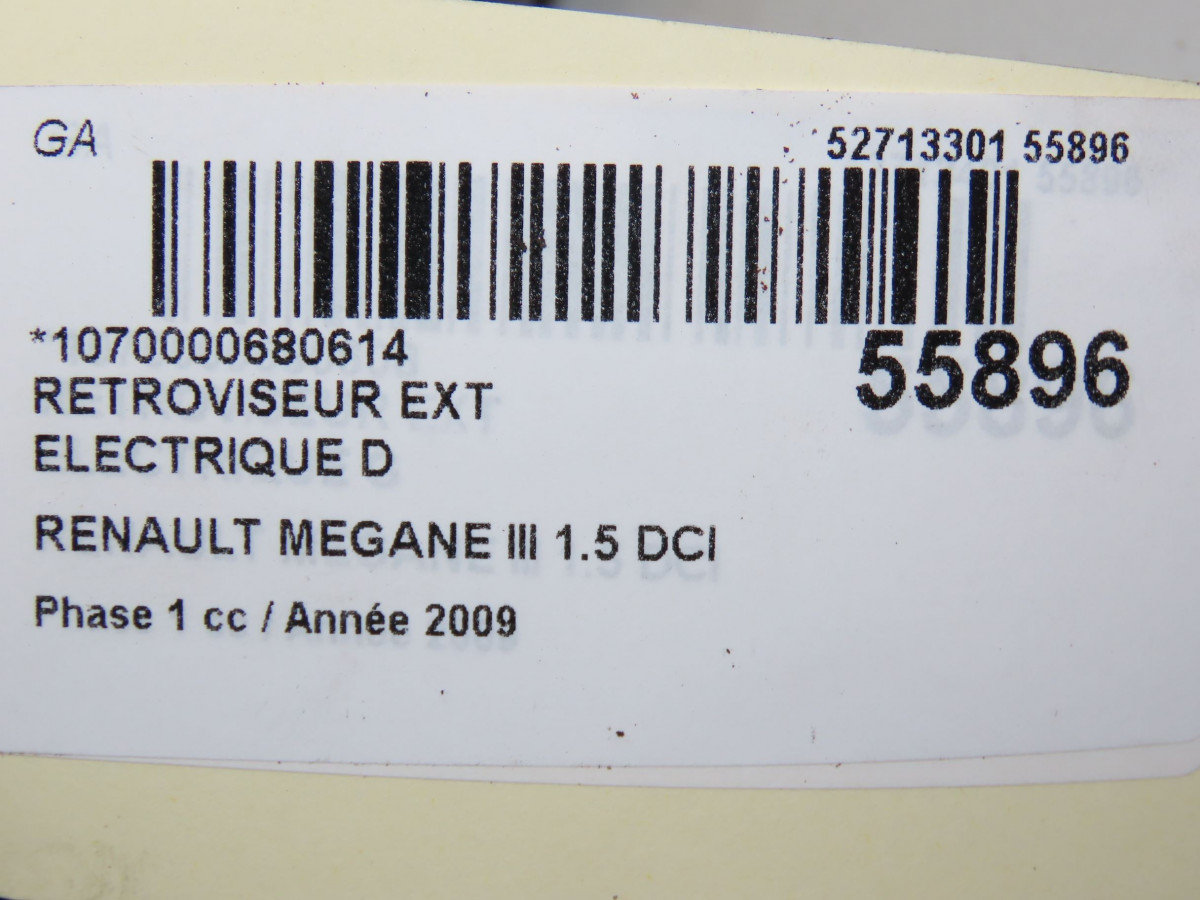 GA
52713301 55896
*1070000680614
55896
RETROVISEUR EXT
ELECTRIQUE D
RENAULT MEGANE III 1.5 DCI
Phase 1 cc / Année 2009